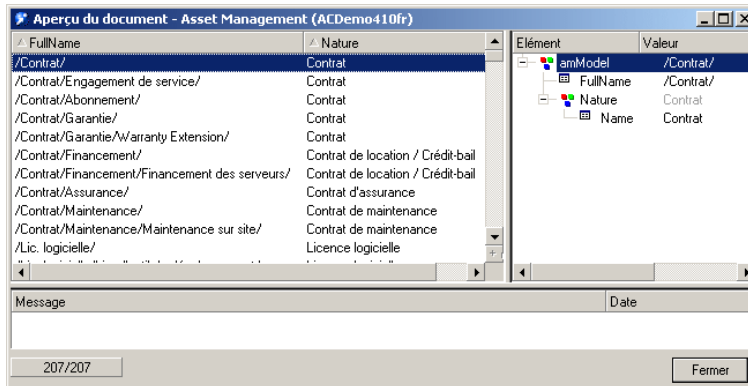 Aperçu du document - Asset Management (ACDemo410fr)
FullName Nature
/Contrat/ Contrat
/Contrat/Engagement de service/ Contrat
/Contrat/Abonnement/ Contrat
/Contrat/Garantie/ Contrat
/Contrat/Garantie/Warranty Extension/ Contrat
/Contrat/Financement/ Contrat de location / Crédit-bail
/Contrat/Financement/Financement des serveurs/ Contrat de location / Crédit-bail
/Contrat/Assurance/ Contrat d'assurance
/Contrat/Maintenance/ Contrat de maintenance
/Contrat/Maintenance/Maintenance sur site/ Contrat de maintenance
/Lic. logicielle/ Licence logicielle
Elément Valeur
amModel /Contrat/
FullName /Contrat/
Nature Contrat
Name Contrat
Message Date
207/207
Fermer